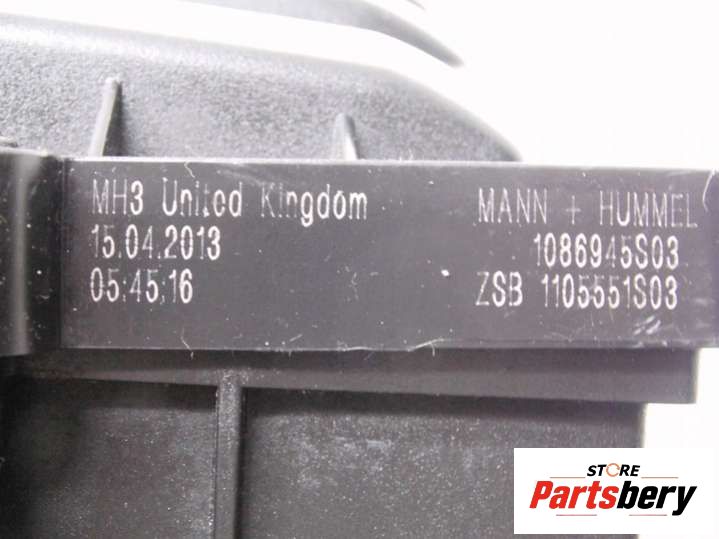 MH3 United Kingdom
15.04.2013
05:45:16
MANN + HUMMEL
1086945S03
ZSB 1105551S03
STORE
Partsbery